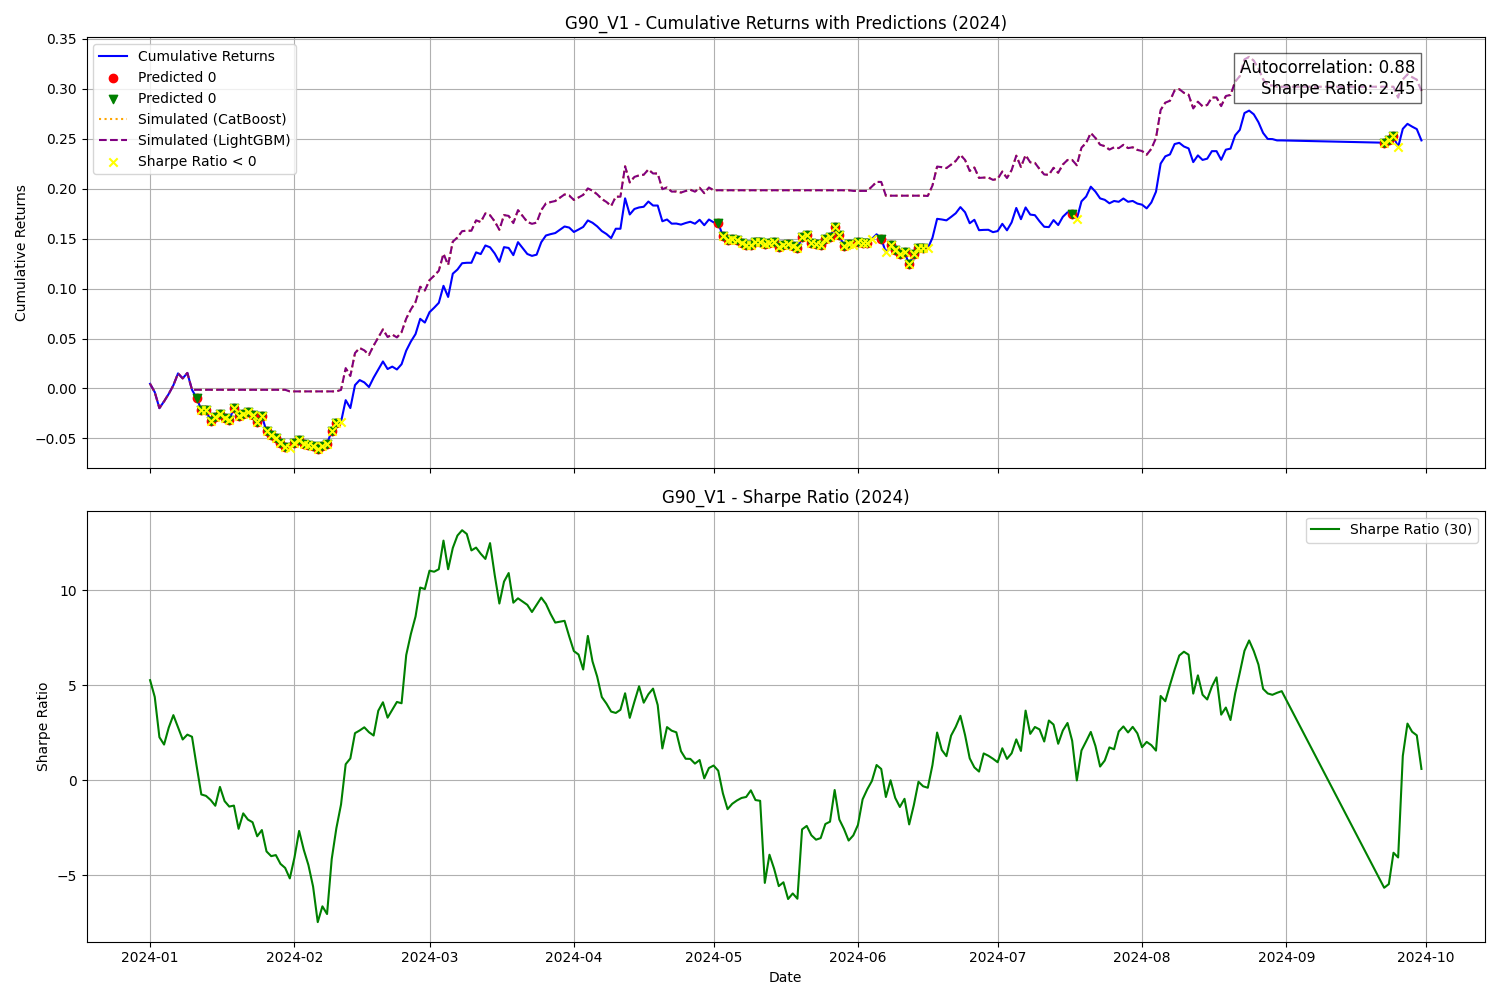 G90_V1 - Cumulative Returns with Predictions (2024)
Cumulative Returns
0.35
0.30
0.25
0.20
0.15
0.10
0.05
0.00
−0.05
Cumulative Returns
Predicted 0
Predicted 0
Simulated (CatBoost)
Simulated (LightGBM)
Sharpe Ratio < 0
Autocorrelation: 0.88
Sharpe Ratio: 2.45
G90_V1 - Sharpe Ratio (2024)
Sharpe Ratio
10
5
0
−5
Sharpe Ratio (30)
2024-01
2024-02
2024-03
2024-04
2024-05
2024-06
2024-07
2024-08
2024-09
2024-10
Date